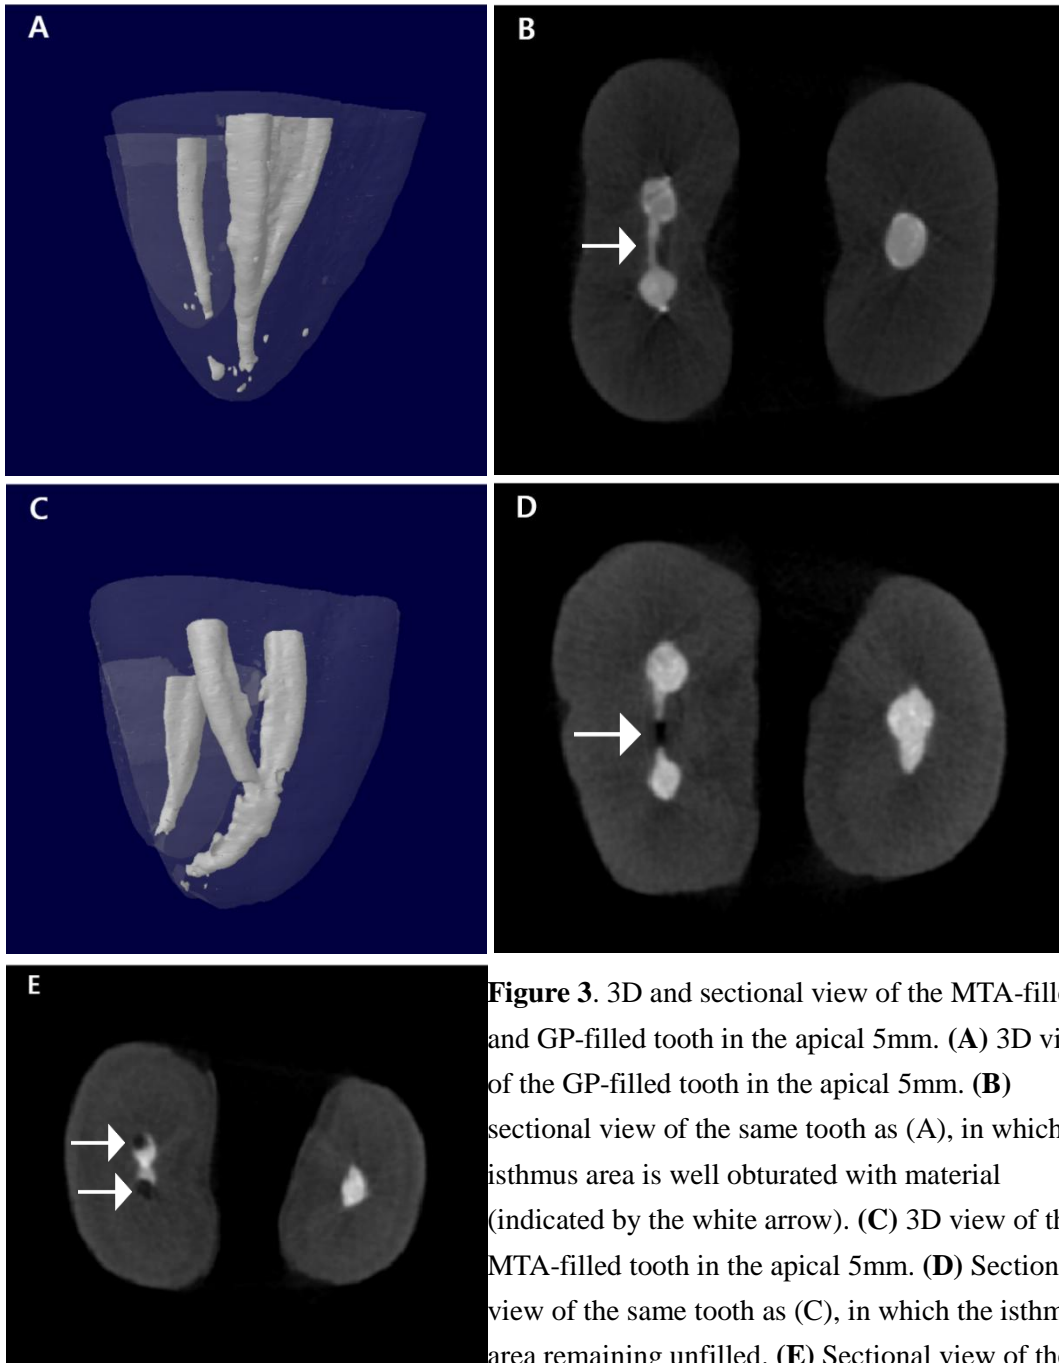 A
B
C
D
E
Figure 3. 3D and sectional view of the MTA-fille
and GP-filled tooth in the apical 5mm. (A) 3D vi
of the GP-filled tooth in the apical 5mm. (B)
sectional view of the same tooth as (A), in which
isthmus area is well obturated with material
(indicated by the white arrow). (C) 3D view of th
MTA-filled tooth in the apical 5mm. (D) Section
view of the same tooth as (C), in which the isthm
area remaining unfilled. (E) Sectional view of the